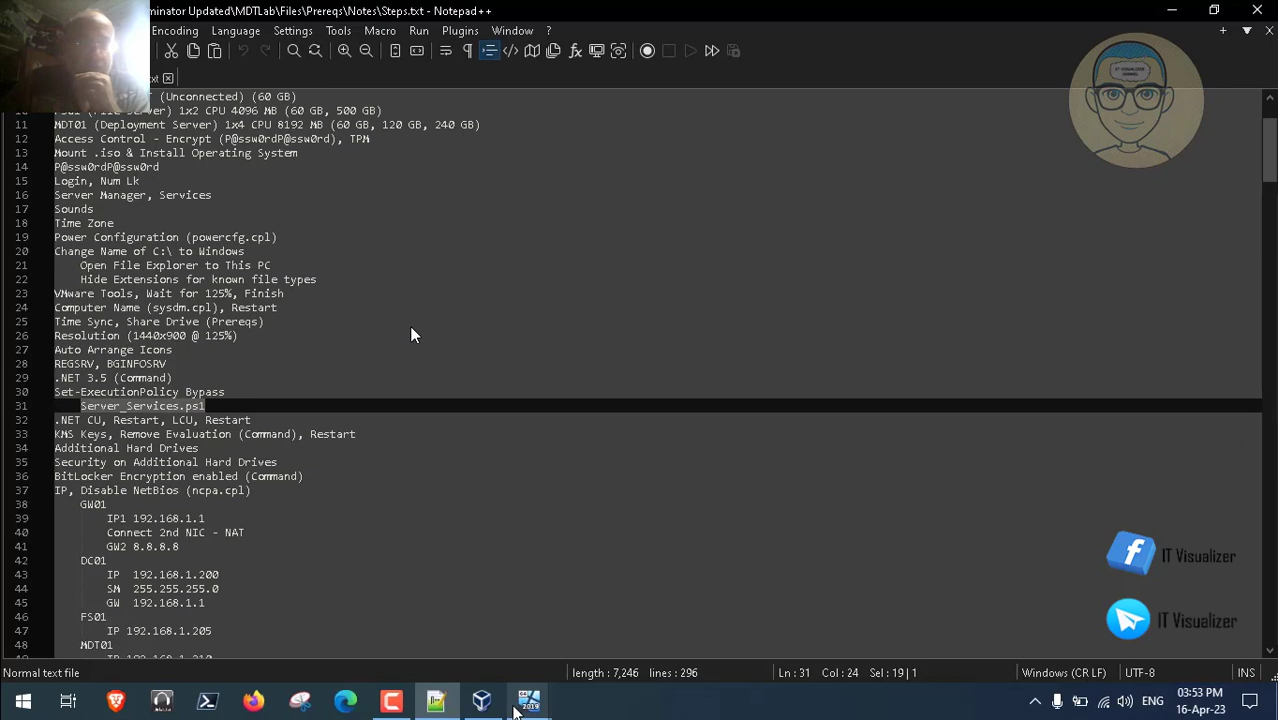 minator Updated\MDTLab\Files\Prereqs\Notes\Steps.txt - Notepad++
Encoding Language Settings Tools Macro Run Plugins Window ?
(Unconnected) (60 GB)
1x2 CPU 4096 MB (60 GB, 500 GB)
11 MDT01 (Deployment Server) 1x4 CPU 8192 MB (60 GB, 120 GB, 240 GB)
12 Access Control - Encrypt (P@ssw0rdP@ssw0rd), TPM
13 Mount .iso & Install Operating System
14 P@ssw0rdP@ssw0rd
15 Login, Num Lk
16 Server Manager, Services
17 Sounds
18 Time Zone
19 Power Configuration (powercfg.cpl)
20 Change Name of C:\ to Windows
21 Open File Explorer to This PC
22 Hide Extensions for known file types
23 VMware Tools, Wait for 125%, Finish
24 Computer Name (sysdm.cpl), Restart
25 Time Sync, Share Drive (Prereqs)
26 Resolution (1440x900 @ 125%)
27 Auto Arrange Icons
28 REGSRV, BGINFOSRV
29 .NET 3.5 (Command)
30 Set-ExecutionPolicy Bypass
31 Server_Services.ps1
32 .NET CU, Restart, LCU, Restart
33 KMS Keys, Remove Evaluation (Command), Restart
34 Additional Hard Drives
35 Security on Additional Hard Drives
36 BitLocker Encryption enabled (Command)
37 IP, Disable NetBios (ncpa.cpl)
38 GW01
39 IP1 192.168.1.1
40 Connect 2nd NIC - NAT
41 GW2 8.8.8.8
42 DC01
43 IP 192.168.1.200
44 SM 255.255.255.0
45 GW 192.168.1.1
46 FS01
47 IP 192.168.1.205
48 MDT01
IT VISUALIZER
CHANNEL
IT Visualizer
IT Visualizer
Normal text file length : 7,246 lines : 296 Ln : 31 Col : 24 Sel : 19 | 1 Windows (CR LF) UTF-8 INS
2019
ENG
03:53 PM
16-Apr-23